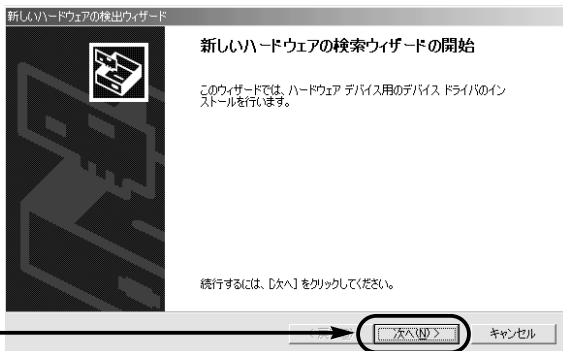 新しいハードウェアの検出ウィザード
新しいハードウェアの検索ウィザードの開始
このウィザードでは、ハードウェア デバイス用のデバイス ドライバのイン
ストールを行います。
続行するには、[次へ] をクリックしてください。
次へ(N) >
キャンセル